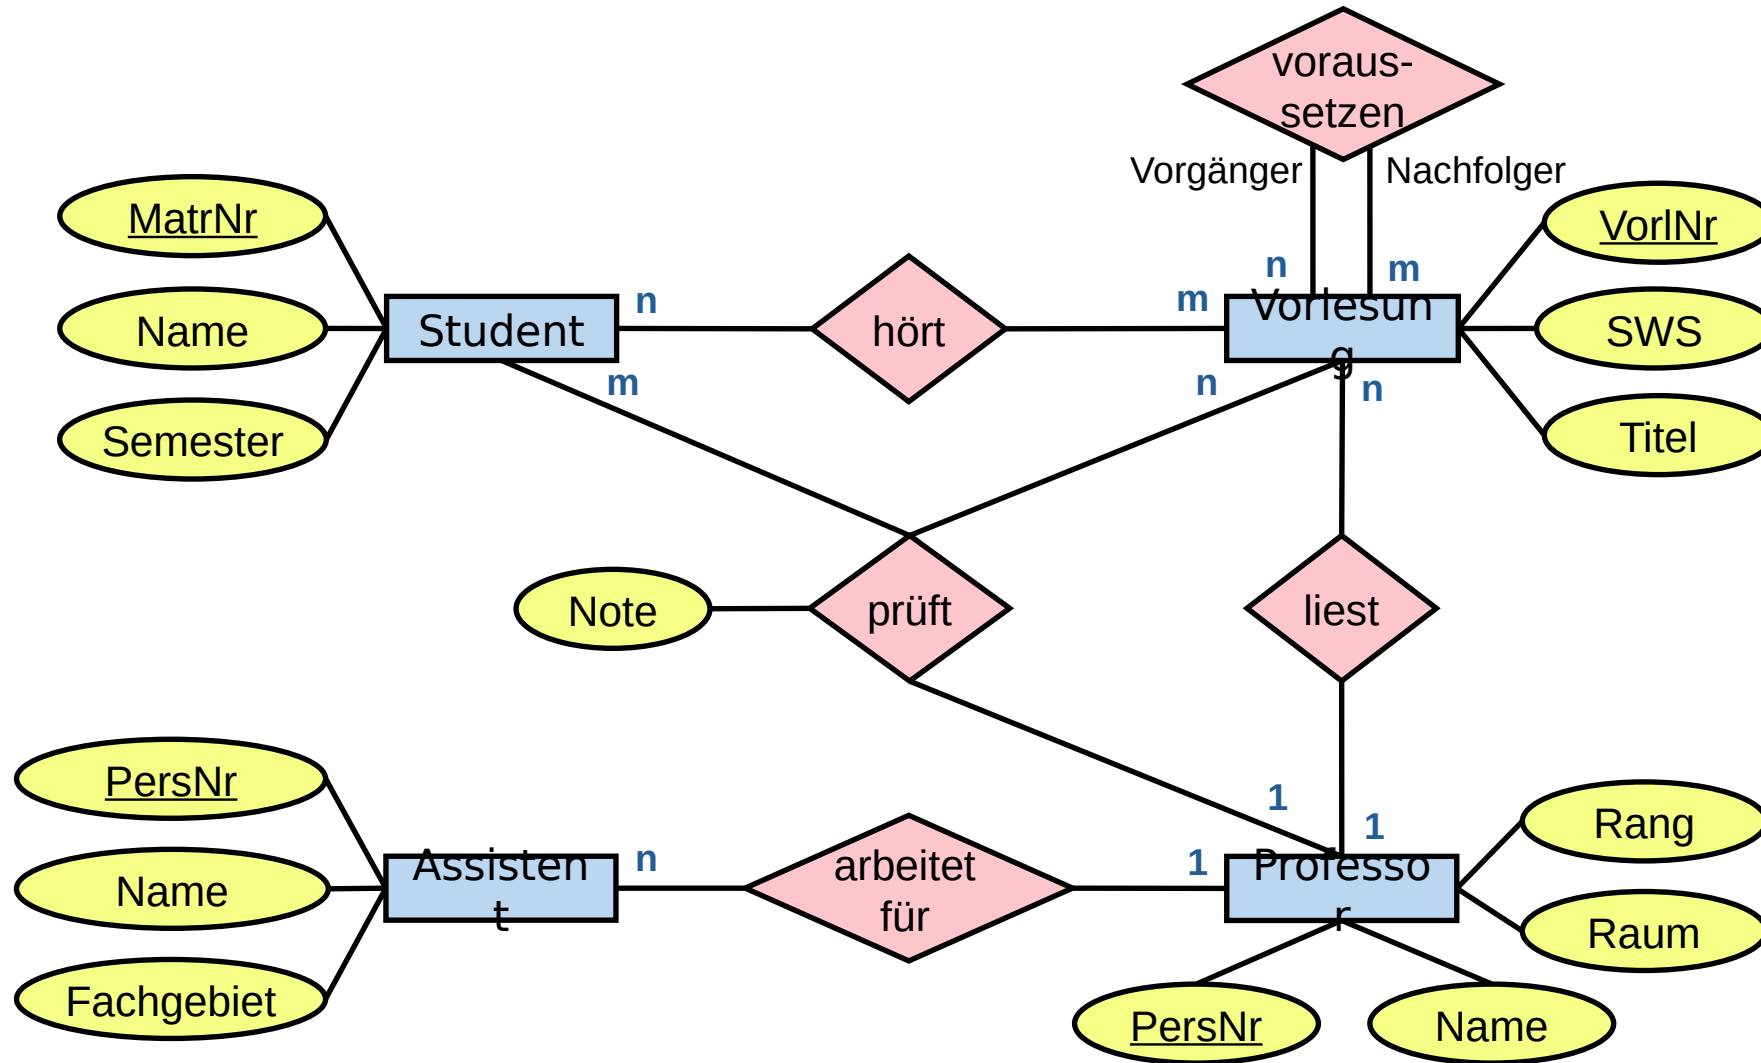 voraus-
setzen
Vorgänger
Nachfolger
MatrNr
VorlNr
n
m
n
m
Name
Student
hört
Vorlesun
g
SWS
m
n
n
Semester
Titel
Note
prüft
liest
PersNr
1
1
Rang
n
1
Name
Assisten
t
arbeitet
für
Professo
r
Raum
Fachgebiet
PersNr
Name